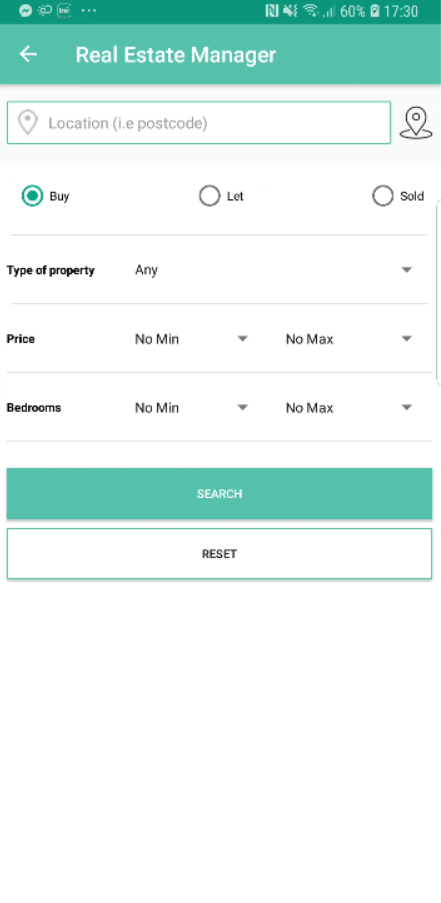 60% 17:30
Real Estate Manager
Location (i.e postcode)
Buy Let Sold
Type of property Any
Price No Min No Max
Bedrooms No Min No Max
SEARCH
RESET